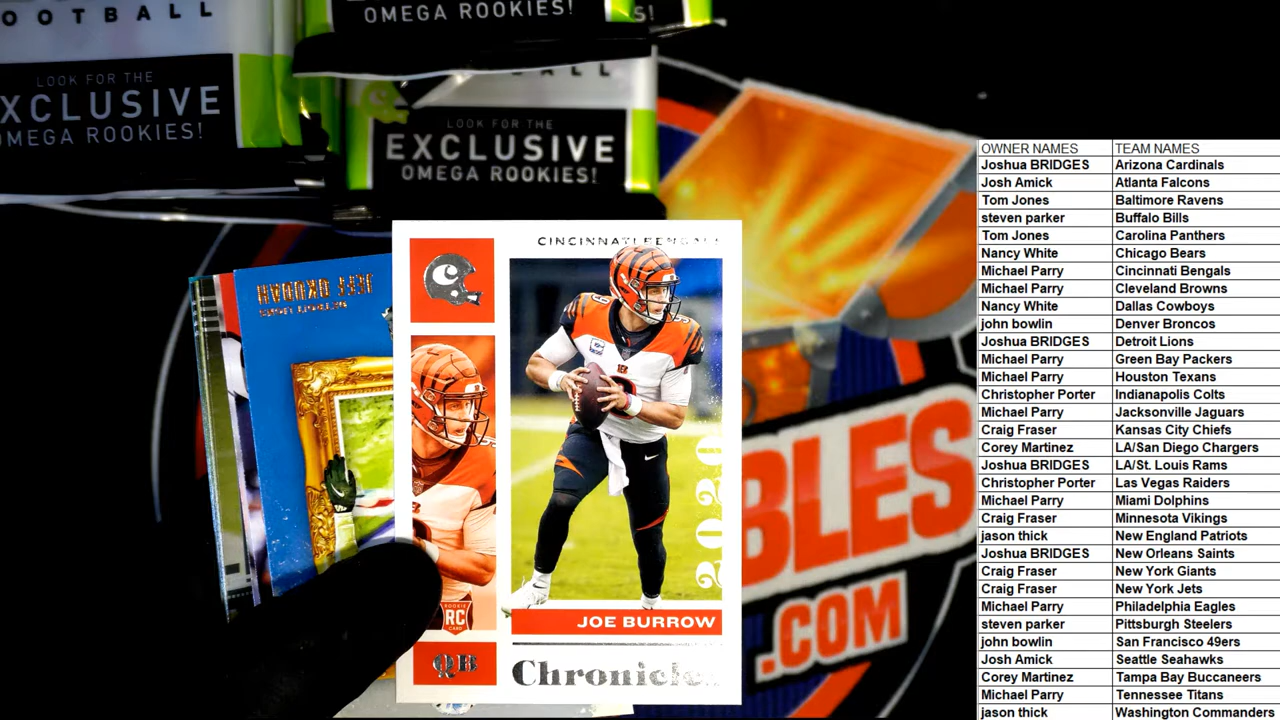 OOTBALL
LOOK FOR THE
XCLUSIVE
OMEGA ROOKIES!
OMEGA ROOKIES!
S!
LOOK FOR THE
EXCLUSIVE
OMEGA ROOKIES!
JEFF OKUDAH
CINCINNATI BENGALS
2020
ROOKIE
RC
CARD
JOE BURROW
QB
Chronicles
BLES
.COM
OWNER NAMES TEAM NAMES
Joshua BRIDGES Arizona Cardinals
Josh Amick Atlanta Falcons
Tom Jones Baltimore Ravens
steven parker Buffalo Bills
Tom Jones Carolina Panthers
Nancy White Chicago Bears
Michael Parry Cincinnati Bengals
Michael Parry Cleveland Browns
Nancy White Dallas Cowboys
john bowlin Denver Broncos
Joshua BRIDGES Detroit Lions
Michael Parry Green Bay Packers
Michael Parry Houston Texans
Christopher Porter Indianapolis Colts
Michael Parry Jacksonville Jaguars
Craig Fraser Kansas City Chiefs
Corey Martinez LA/San Diego Chargers
Joshua BRIDGES LA/St. Louis Rams
Christopher Porter Las Vegas Raiders
Michael Parry Miami Dolphins
Craig Fraser Minnesota Vikings
jason thick New England Patriots
Joshua BRIDGES New Orleans Saints
Craig Fraser New York Giants
Craig Fraser New York Jets
Michael Parry Philadelphia Eagles
steven parker Pittsburgh Steelers
john bowlin San Francisco 49ers
Josh Amick Seattle Seahawks
Corey Martinez Tampa Bay Buccaneers
Michael Parry Tennessee Titans
jason thick Washington Commanders